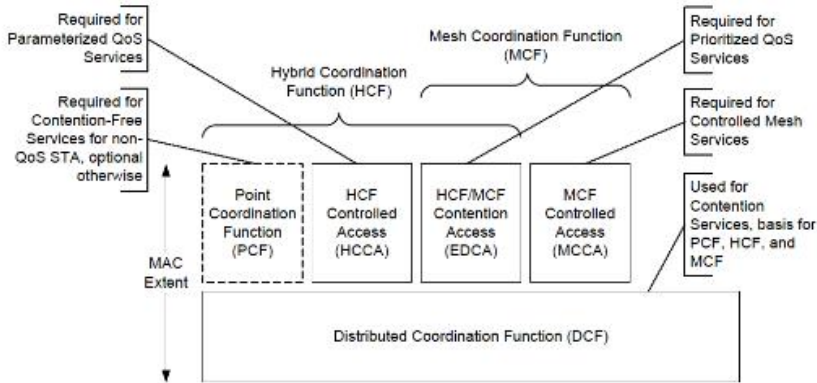 Required for
Parameterized QoS
Services
Mesh Coordination Function
(MCF)
Required for
Prioritized QoS
Services
Hybrid Coordination
Function (HCF)
Required for
Contention-Free
Services for non-
QoS STA, optional
otherwise
Required for
Controlled Mesh
Services
Point
Coordination
Function
(PCF)
HCF
Controlled
Access
(HCCA)
HCF/MCF
Contention
Access
(EDCA)
MCF
Controlled
Access
(MCCA)
Used for
Contention
Services, basis for
PCF, HCF, and
MCF
MAC
Extent
Distributed Coordination Function (DCF)